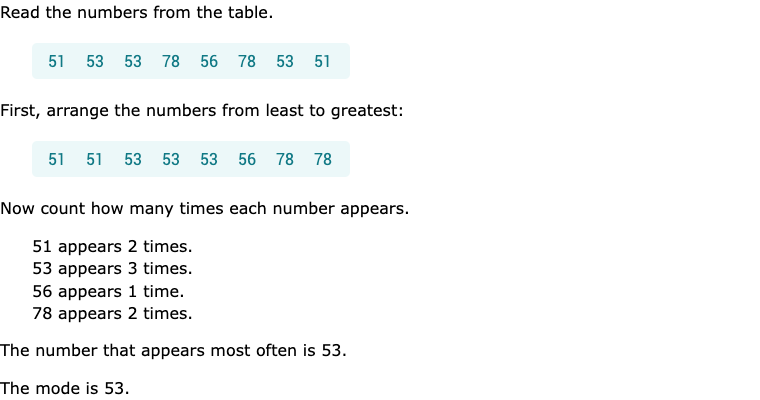 Read the numbers from the table.
51 53 53 78 56 78 53 51
First, arrange the numbers from least to greatest:
51 51 53 53 53 56 78 78
Now count how many times each number appears.
51 appears 2 times.
53 appears 3 times.
56 appears 1 time.
78 appears 2 times.
The number that appears most often is 53.
The mode is 53.